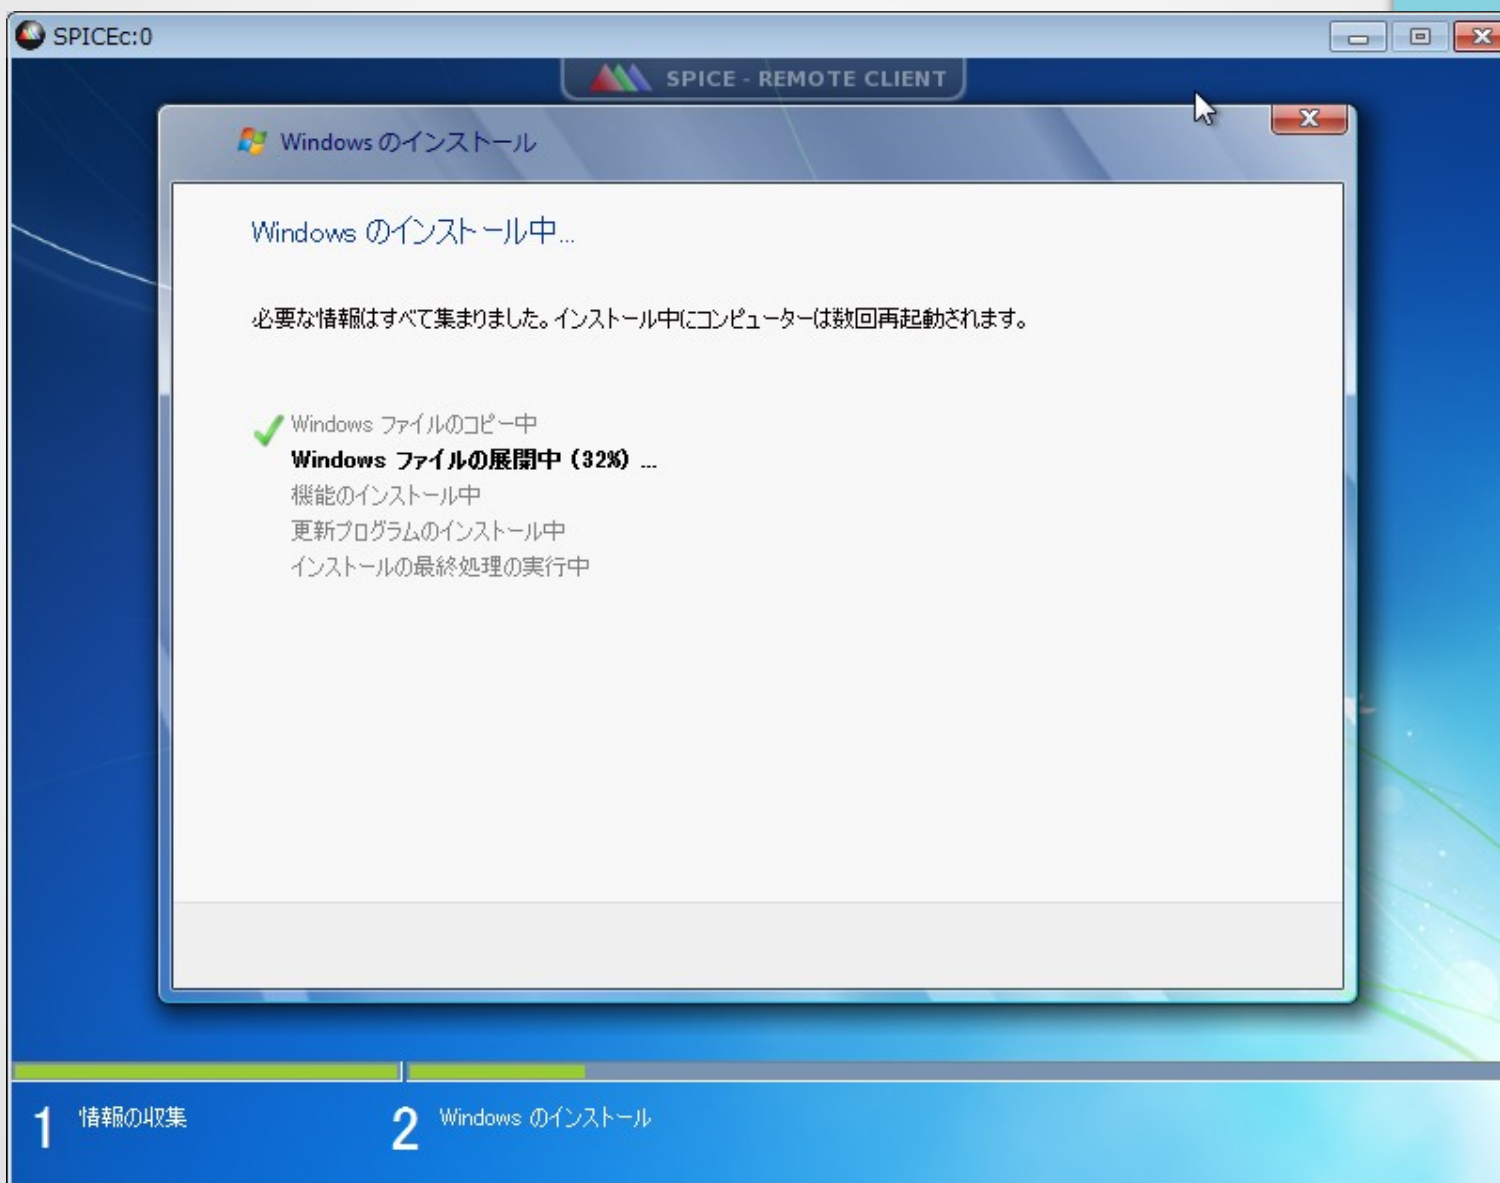 SPICEc:0
SPICE - REMOTE CLIENT
Windows のインストール
Windows のインストール中...
必要な情報はすべて集まりました。インストール中にコンピューターは数回再起動されます。
Windows ファイルのコピー中
Windows ファイルの展開中 (32%) ...
機能のインストール中
更新プログラムのインストール中
インストールの最終処理の実行中
1 情報の収集
2 Windows のインストール